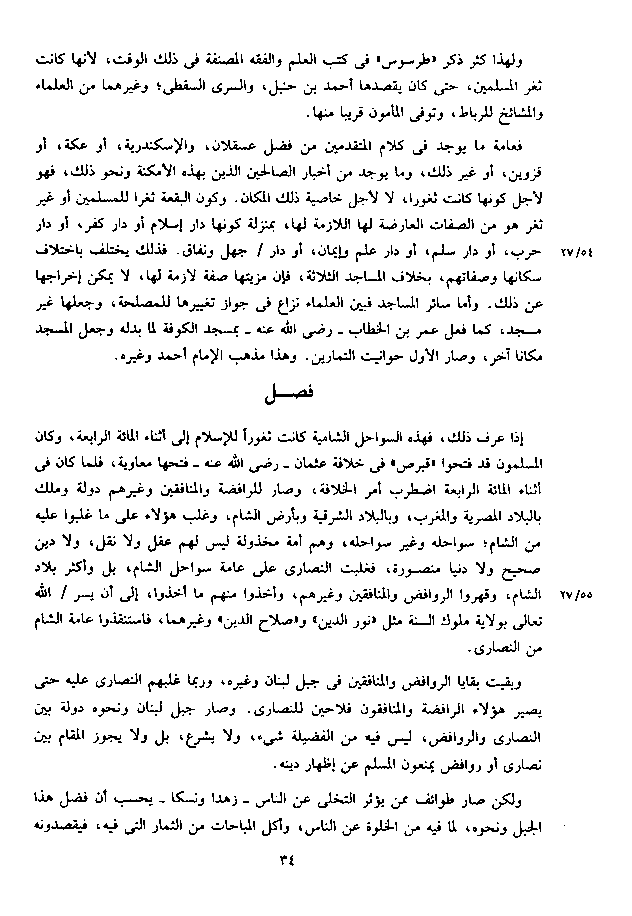 ولهذا كثر ذكر «طرسوس» فى كتب العلم والفقه المصنفة فى ذلك الوقت، لأنها كانت
ثغر المسلمين، حتى كان يقصدها أحمد بن حنبل، والسرى السقطى؛ وغيرهما من العلماء
والمشائخ للرباط، وتوفى المأمون قريبا منها.
فعامة ما يوجد فى كلام المتقدمين من فضل عسقلان، والإسكندرية، أو عكة، أو
قزوين، أو غير ذلك، وما يوجد من أخبار الصالحين الذين بهذه الأمكنة ونحو ذلك، فهو
لأجل كونها كانت ثغورا، لا لأجل خاصية ذلك المكان. وكون البقعة ثغرا للمسلمين أو غير
ثغر هو من الصفات العارضة لها اللازمة لها، بمنزلة كونها دار إسلام أو دار كفر، أو دار
حرب، أو دار سلم، أو دار علم وإيمان، أو دار / جهل ونفاق. فذلك يختلف باختلاف ٢٧/٥٤
سكانها وصفاتهم، بخلاف المساجد الثلاثة، فإن مزيتها صفة لازمة لها، لا يمكن إخراجها
عن ذلك. وأما سائر المساجد فبين العلماء نزاع فى جواز تغييرها للمصلحة، وجعلها غير
مسجد، كما فعل عمر بن الخطاب ـ رضى الله عنه ـ بمسجد الكوفة لما بدله وجعل المسجد
مكانا آخر، وصار الأول حوانيت التمارين. وهذا مذهب الإمام أحمد وغيره.
فصــل
إذا عرف ذلك، فهذه السواحل الشامية كانت ثغوراً للإسلام إلى أثناء المائة الرابعة، وكان
المسلمون قد فتحوا «قبرص» فى خلافة عثمان ـ رضى الله عنه ـ فتحها معاوية، فلما كان فى
أثناء المائة الرابعة اضطرب أمر الخلافة، وصار للرافضة والمنافقين وغيرهم دولة وملك
بالبلاد المصرية والمغرب، وبالبلاد الشرقية وبأرض الشام، وغلب هؤلاء على ما غلبوا عليه
من الشام؛ سواحله وغير سواحله، وهم أمة مخذولة ليس لهم عقل ولا نقل، ولا دين
صحيح ولا دنيا منصورة، فغلبت النصارى على عامة سواحل الشام، بل وأكثر بلاد
الشام، وقهروا الروافض والمنافقين وغيرهم، وأخذوا منهم ما أخذوا، إلى أن يسر / الله ٢٧/٥٥
تعالى بولاية ملوك السنة مثل «نور الدين» و«صلاح الدين» وغيرهما، فاستنقذوا عامة الشام
من النصارى.
وبقيت بقايا الروافض والمنافقين فى جبل لبنان وغيره، وربما غلبهم النصارى عليه حتى
يصير هؤلاء الرافضة والمنافقون فلاحين للنصارى. وصار جبل لبنان ونحوه دولة بين
النصارى والروافض، ليس فيه من الفضيلة شىء، ولا يشرع، بل ولا يجوز المقام بين
نصارى أو روافض يمنعون المسلم عن إظهار دينه.
ولكن صار طوائف ممن يؤثر التخلى عن الناس ـ زهدا ونسكا ـ يحسب أن فضل هذا
الجبل ونحوه، لما فيه من الخلوة عن الناس، وأكل المباحات من الثمار التى فيه، فيقصدونه
٣٤